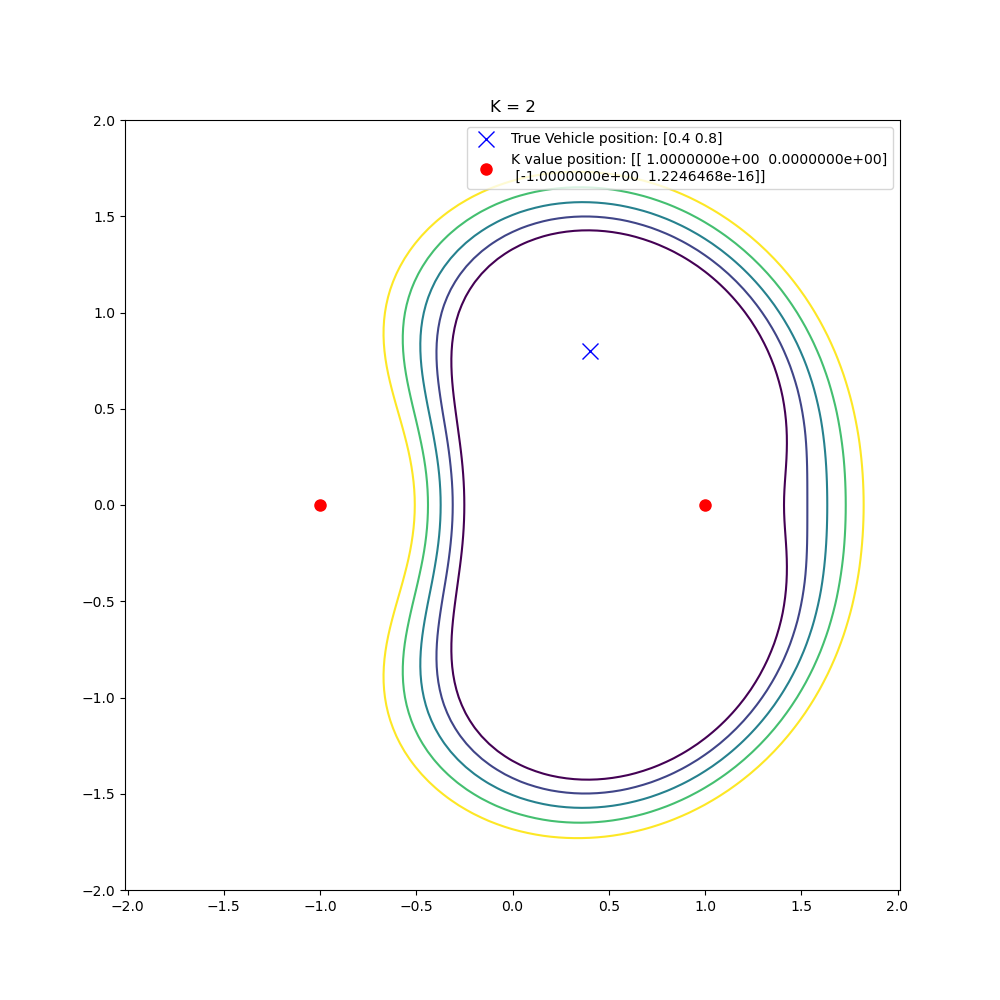 K = 2
True Vehicle position: [0.4 0.8]
K value position: [[ 1.0000000e+00  0.0000000e+00]
[-1.0000000e+00  1.2246468e-16]]
2.0
1.5
1.0
0.5
0.0
−0.5
−1.0
−1.5
−2.0
−2.0 −1.5 −1.0 −0.5 0.0 0.5 1.0 1.5 2.0